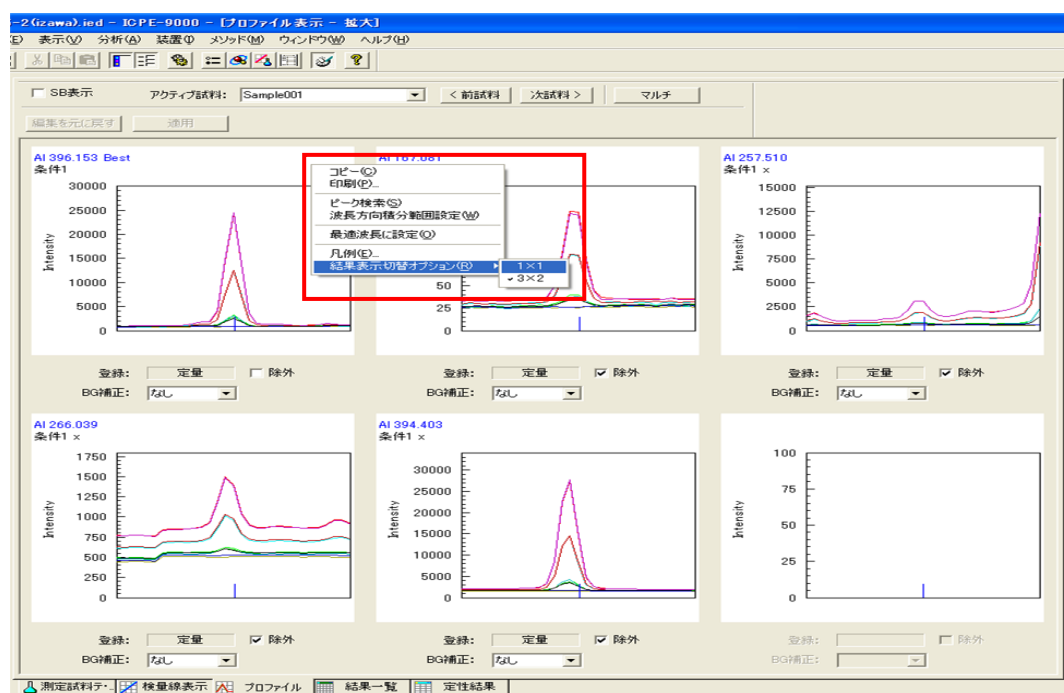 -2(izawa).ied - ICPE-9000 - [プロファイル表示 - 拡大]
(E) 表示(V) 分析(A) 装置(I) メソッド(M) ウィンドウ(W) ヘルプ(H)
SB表示 アクティブ試料: Sample001 < 前試料 次試料 > マルチ
編集を元に戻す 適用
Al 396.153 Best
条件1
30000
25000
20000
15000
10000
5000
0
Intensity
登録: 定量 除外
BG補正: なし
Al 167.081
コピー(C)
印刷(P)...
ピーク検索(S)
波長方向積分範囲設定(W)
最適波長に設定(O)
凡例(E)...
結果表示切替オプション(R)
1×1
3×2
50
25
0
登録: 定量 除外
BG補正: なし
Al 257.510
条件1 x
15000
12500
10000
7500
5000
2500
0
Intensity
登録: 定量 除外
BG補正: なし
Al 266.039
条件1 x
1750
1500
1250
1000
750
500
250
0
Intensity
登録: 定量 除外
BG補正: なし
Al 394.403
条件1 x
30000
25000
20000
15000
10000
5000
0
Intensity
登録: 定量 除外
BG補正: なし
100
75
50
25
0
Intensity
登録: 除外
BG補正:
測定試料テ・ 検量線表示 プロファイル 結果一覧 定性結果